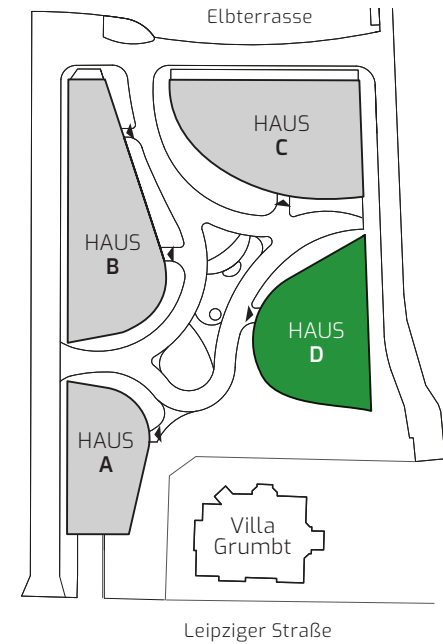 Elbterrasse
HAUS
C
HAUS
B
HAUS
D
HAUS
A
Villa
Grumbt
Leipziger Straße